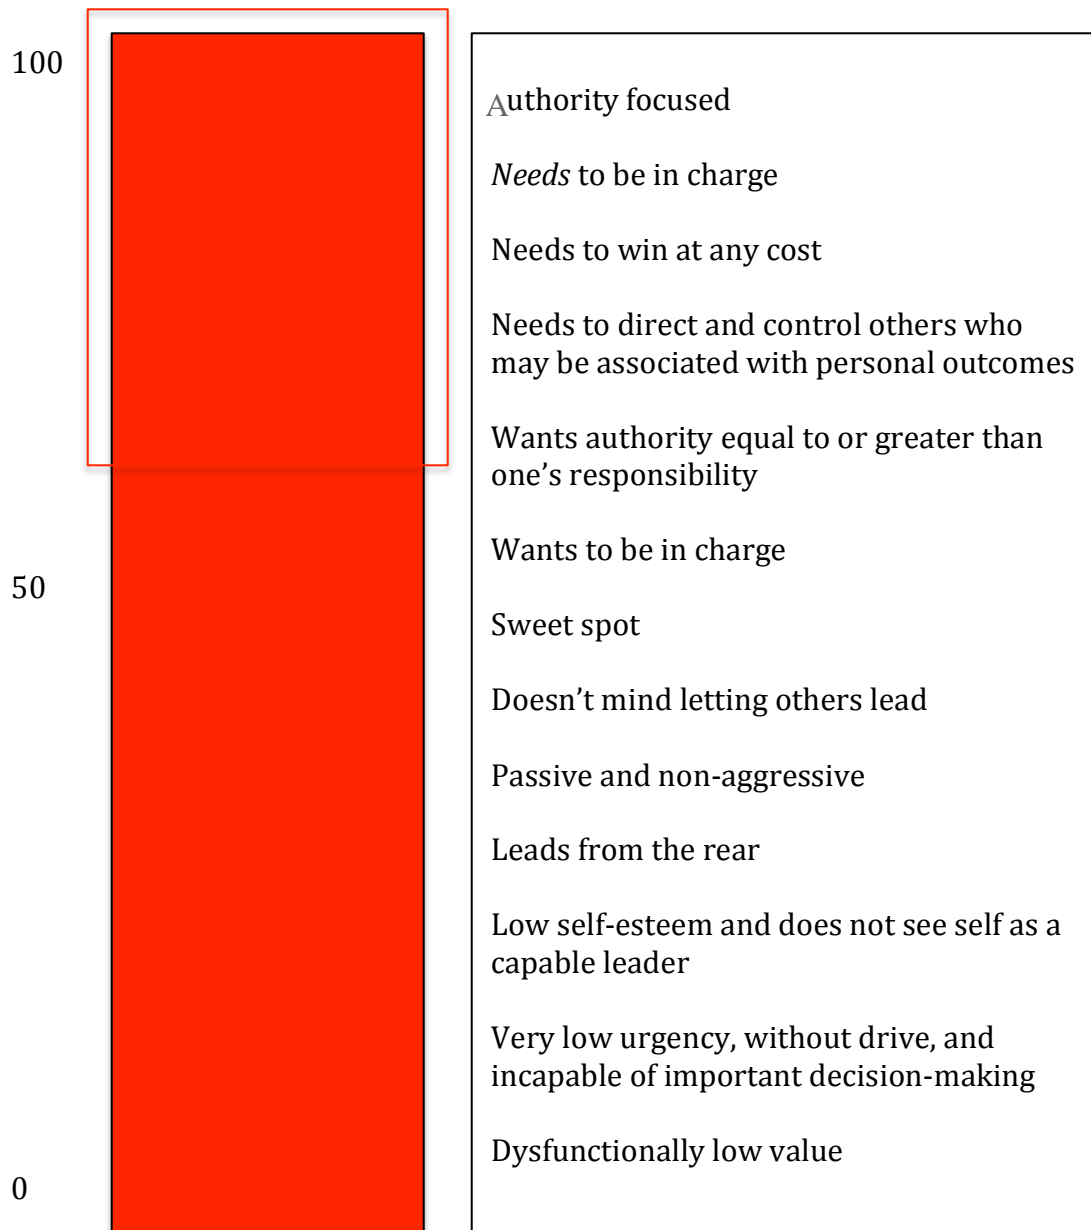 100
Authority focused
Needs to be in charge
Needs to win at any cost
Needs to direct and control others who
may be associated with personal outcomes
Wants authority equal to or greater than
one’s responsibility
Wants to be in charge
50
Sweet spot
Doesn’t mind letting others lead
Passive and non-aggressive
Leads from the rear
Low self-esteem and does not see self as a
capable leader
Very low urgency, without drive, and
incapable of important decision-making
Dysfunctionally low value
0